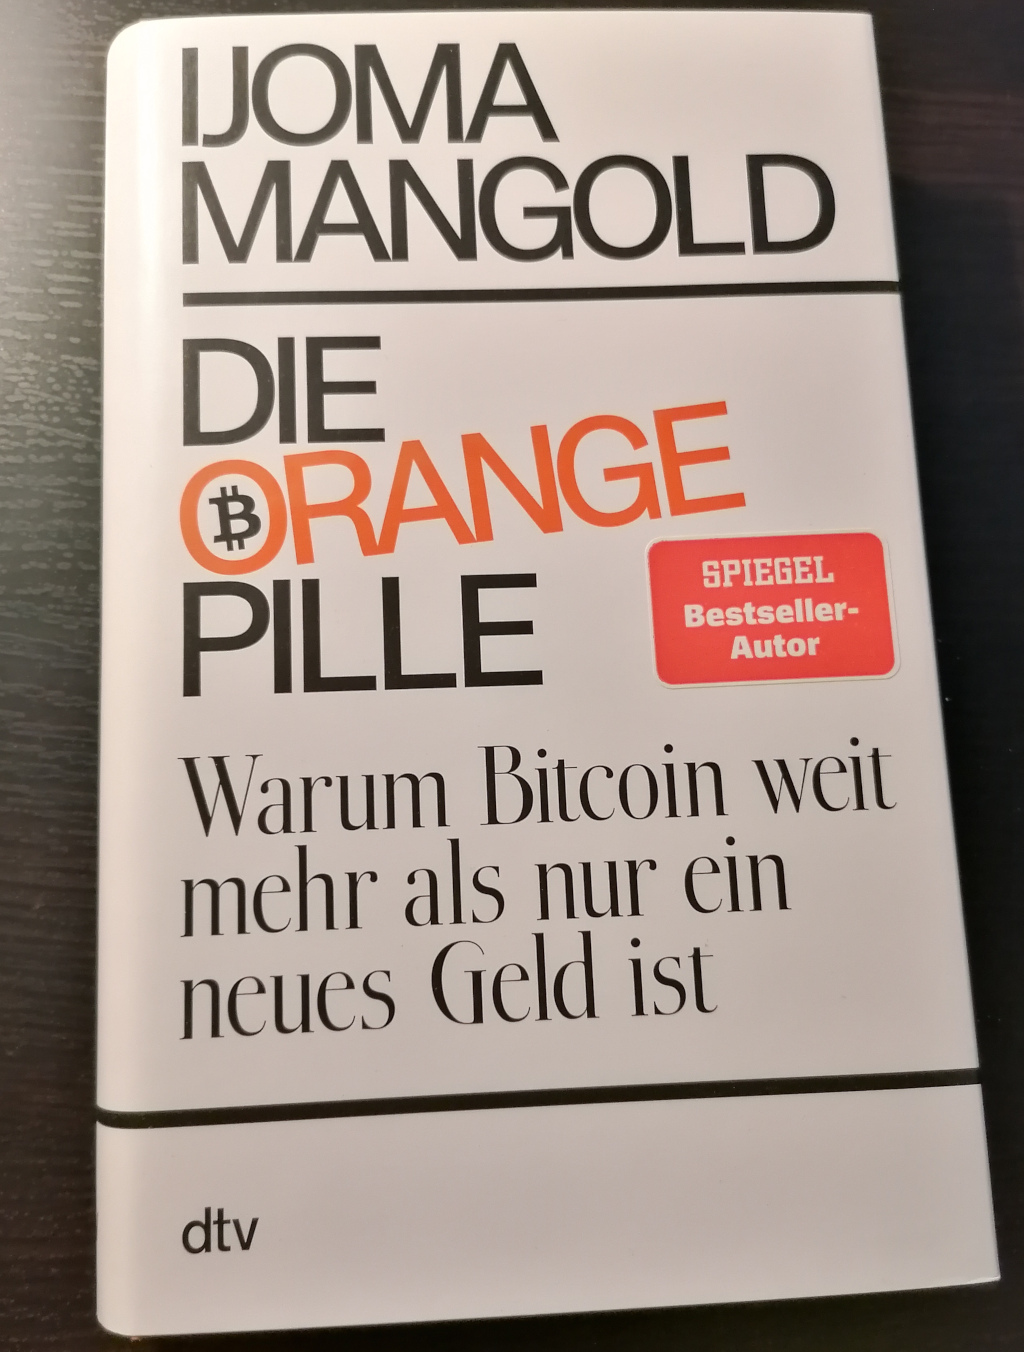 IJOMA
MANGOLD
DIE
ORANGE
PILLE
SPIEGEL
Bestseller-
Autor
Warum Bitcoin weit
mehr als nur ein
neues Geld ist
dtv